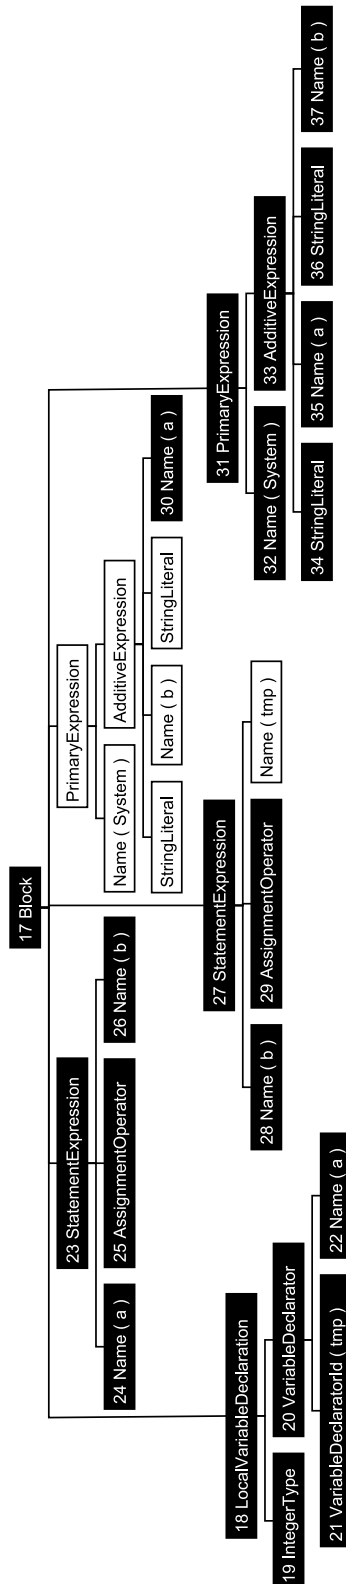 17 Block
23 StatementExpression
PrimaryExpression
24 Name ( a )
25 AssignmentOperator
26 Name ( b )
Name ( System )
AdditiveExpression
StringLiteral
Name ( b )
StringLiteral
30 Name ( a )
18 LocalVariableDeclaration
27 StatementExpression
31 PrimaryExpression
19 IntegerType
20 VariableDeclarator
28 Name ( b )
29 AssignmentOperator
Name ( tmp )
32 Name ( System )
33 AdditiveExpression
21 VariableDeclaratorId ( tmp )
22 Name ( a )
34 StringLiteral
35 Name ( a )
36 StringLiteral
37 Name ( b )